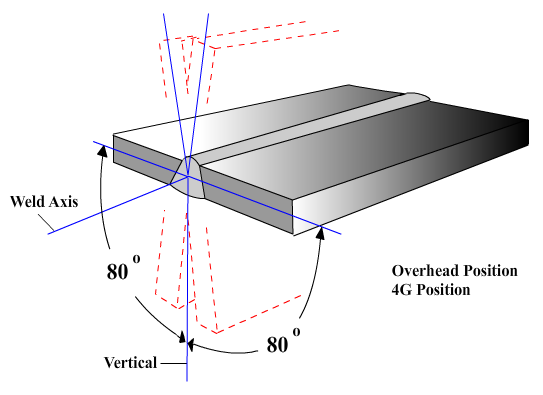 Weld Axis
80°
Overhead Position
4G Position
80°
Vertical